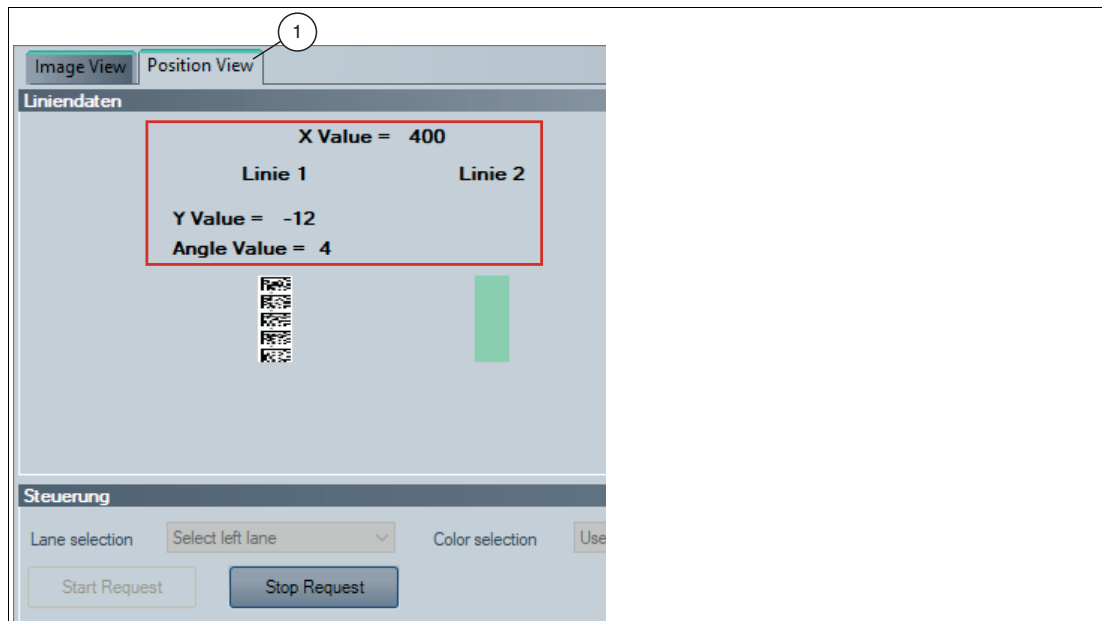 1
Image View Position View
Liniendaten
X Value = 400
Linie 1 Linie 2
Y Value = -12
Angle Value = 4
Steuerung
Lane selection Select left lane Color selection Use
Start Request Stop Request